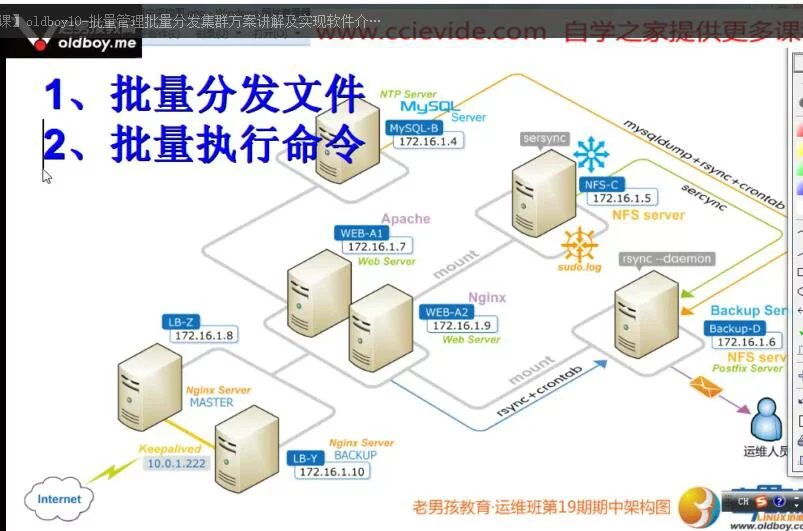 课】oldboy10-批量管理批量分发集群方案讲解及实现软件介…
老男孩教育
oldboy.me
www.ccievide.com 自学之家提供更多课
1、批量分发文件
2、批量执行命令
NTP Server
MySQL
Server
MySQL-B
172.16.1.4
sersync
NFS-C
172.16.1.5
NFS server
mysqldump+rsync+crontab
sercync
Apache
WEB-A1
172.16.1.7
Web Server
mount
sudo.log
rsync --daemon
Nginx
WEB-A2
172.16.1.9
Web Server
Backup Ser
Backup-D
172.16.1.6
NFS serv
Postfix Server
LB-Z
172.16.1.8
mount
rsync+crontab
Nginx Server
MASTER
Keepalived
10.0.1.222
Nginx Server
BACKUP
LB-Y
172.16.1.10
Internet
运维人员
老男孩教育·运维班第19期期中架构图
CH
www.oldboy